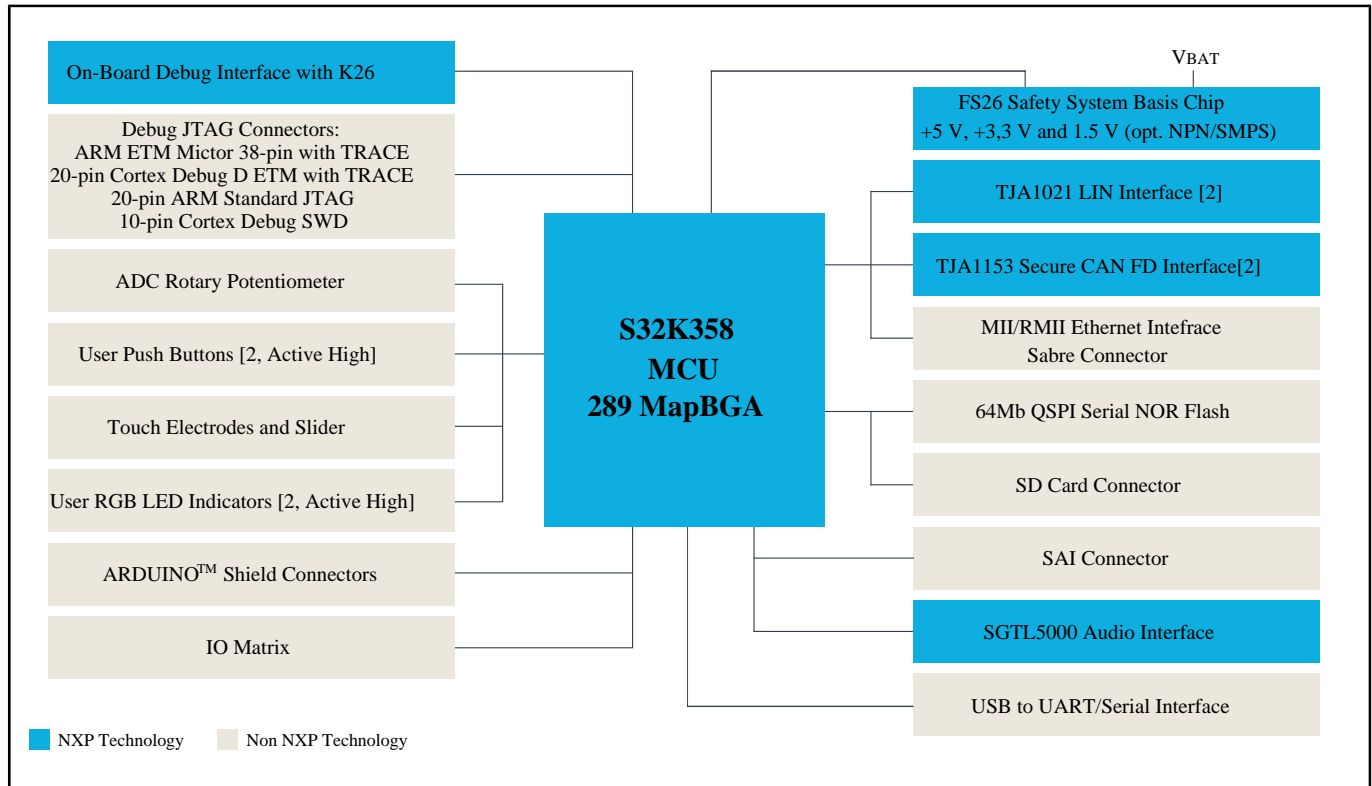 On-Board Debug Interface with K26
Debug JTAG Connectors:
ARM ETM Mictor 38-pin with TRACE
20-pin Cortex Debug D ETM with TRACE
20-pin ARM Standard JTAG
10-pin Cortex Debug SWD
ADC Rotary Potentiometer
User Push Buttons [2, Active High]
Touch Electrodes and Slider
User RGB LED Indicators [2, Active High]
ARDUINO™ Shield Connectors
IO Matrix
S32K358
MCU
289 MapBGA
VBAT
FS26 Safety System Basis Chip
+5 V, +3,3 V and 1.5 V (opt. NPN/SMPS)
TJA1021 LIN Interface [2]
TJA1153 Secure CAN FD Interface[2]
MII/RMII Ethernet Intefrace
Sabre Connector
64Mb QSPI Serial NOR Flash
SD Card Connector
SAI Connector
SGTL5000 Audio Interface
USB to UART/Serial Interface
NXP Technology
Non NXP Technology